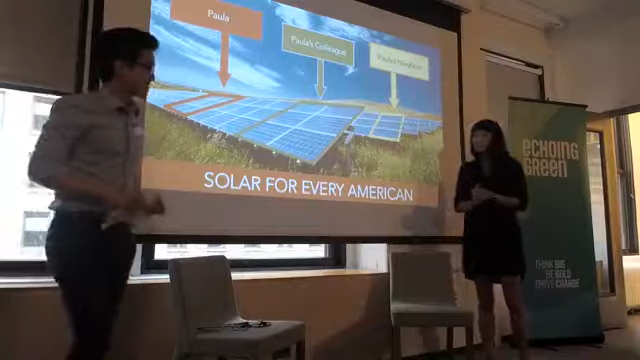 Paula
Paula's Colleague
Paula's Neighbor
SOLAR FOR EVERY AMERICAN
echoing
green
THINK BIG
BE BOLD
DRIVE CHANGE